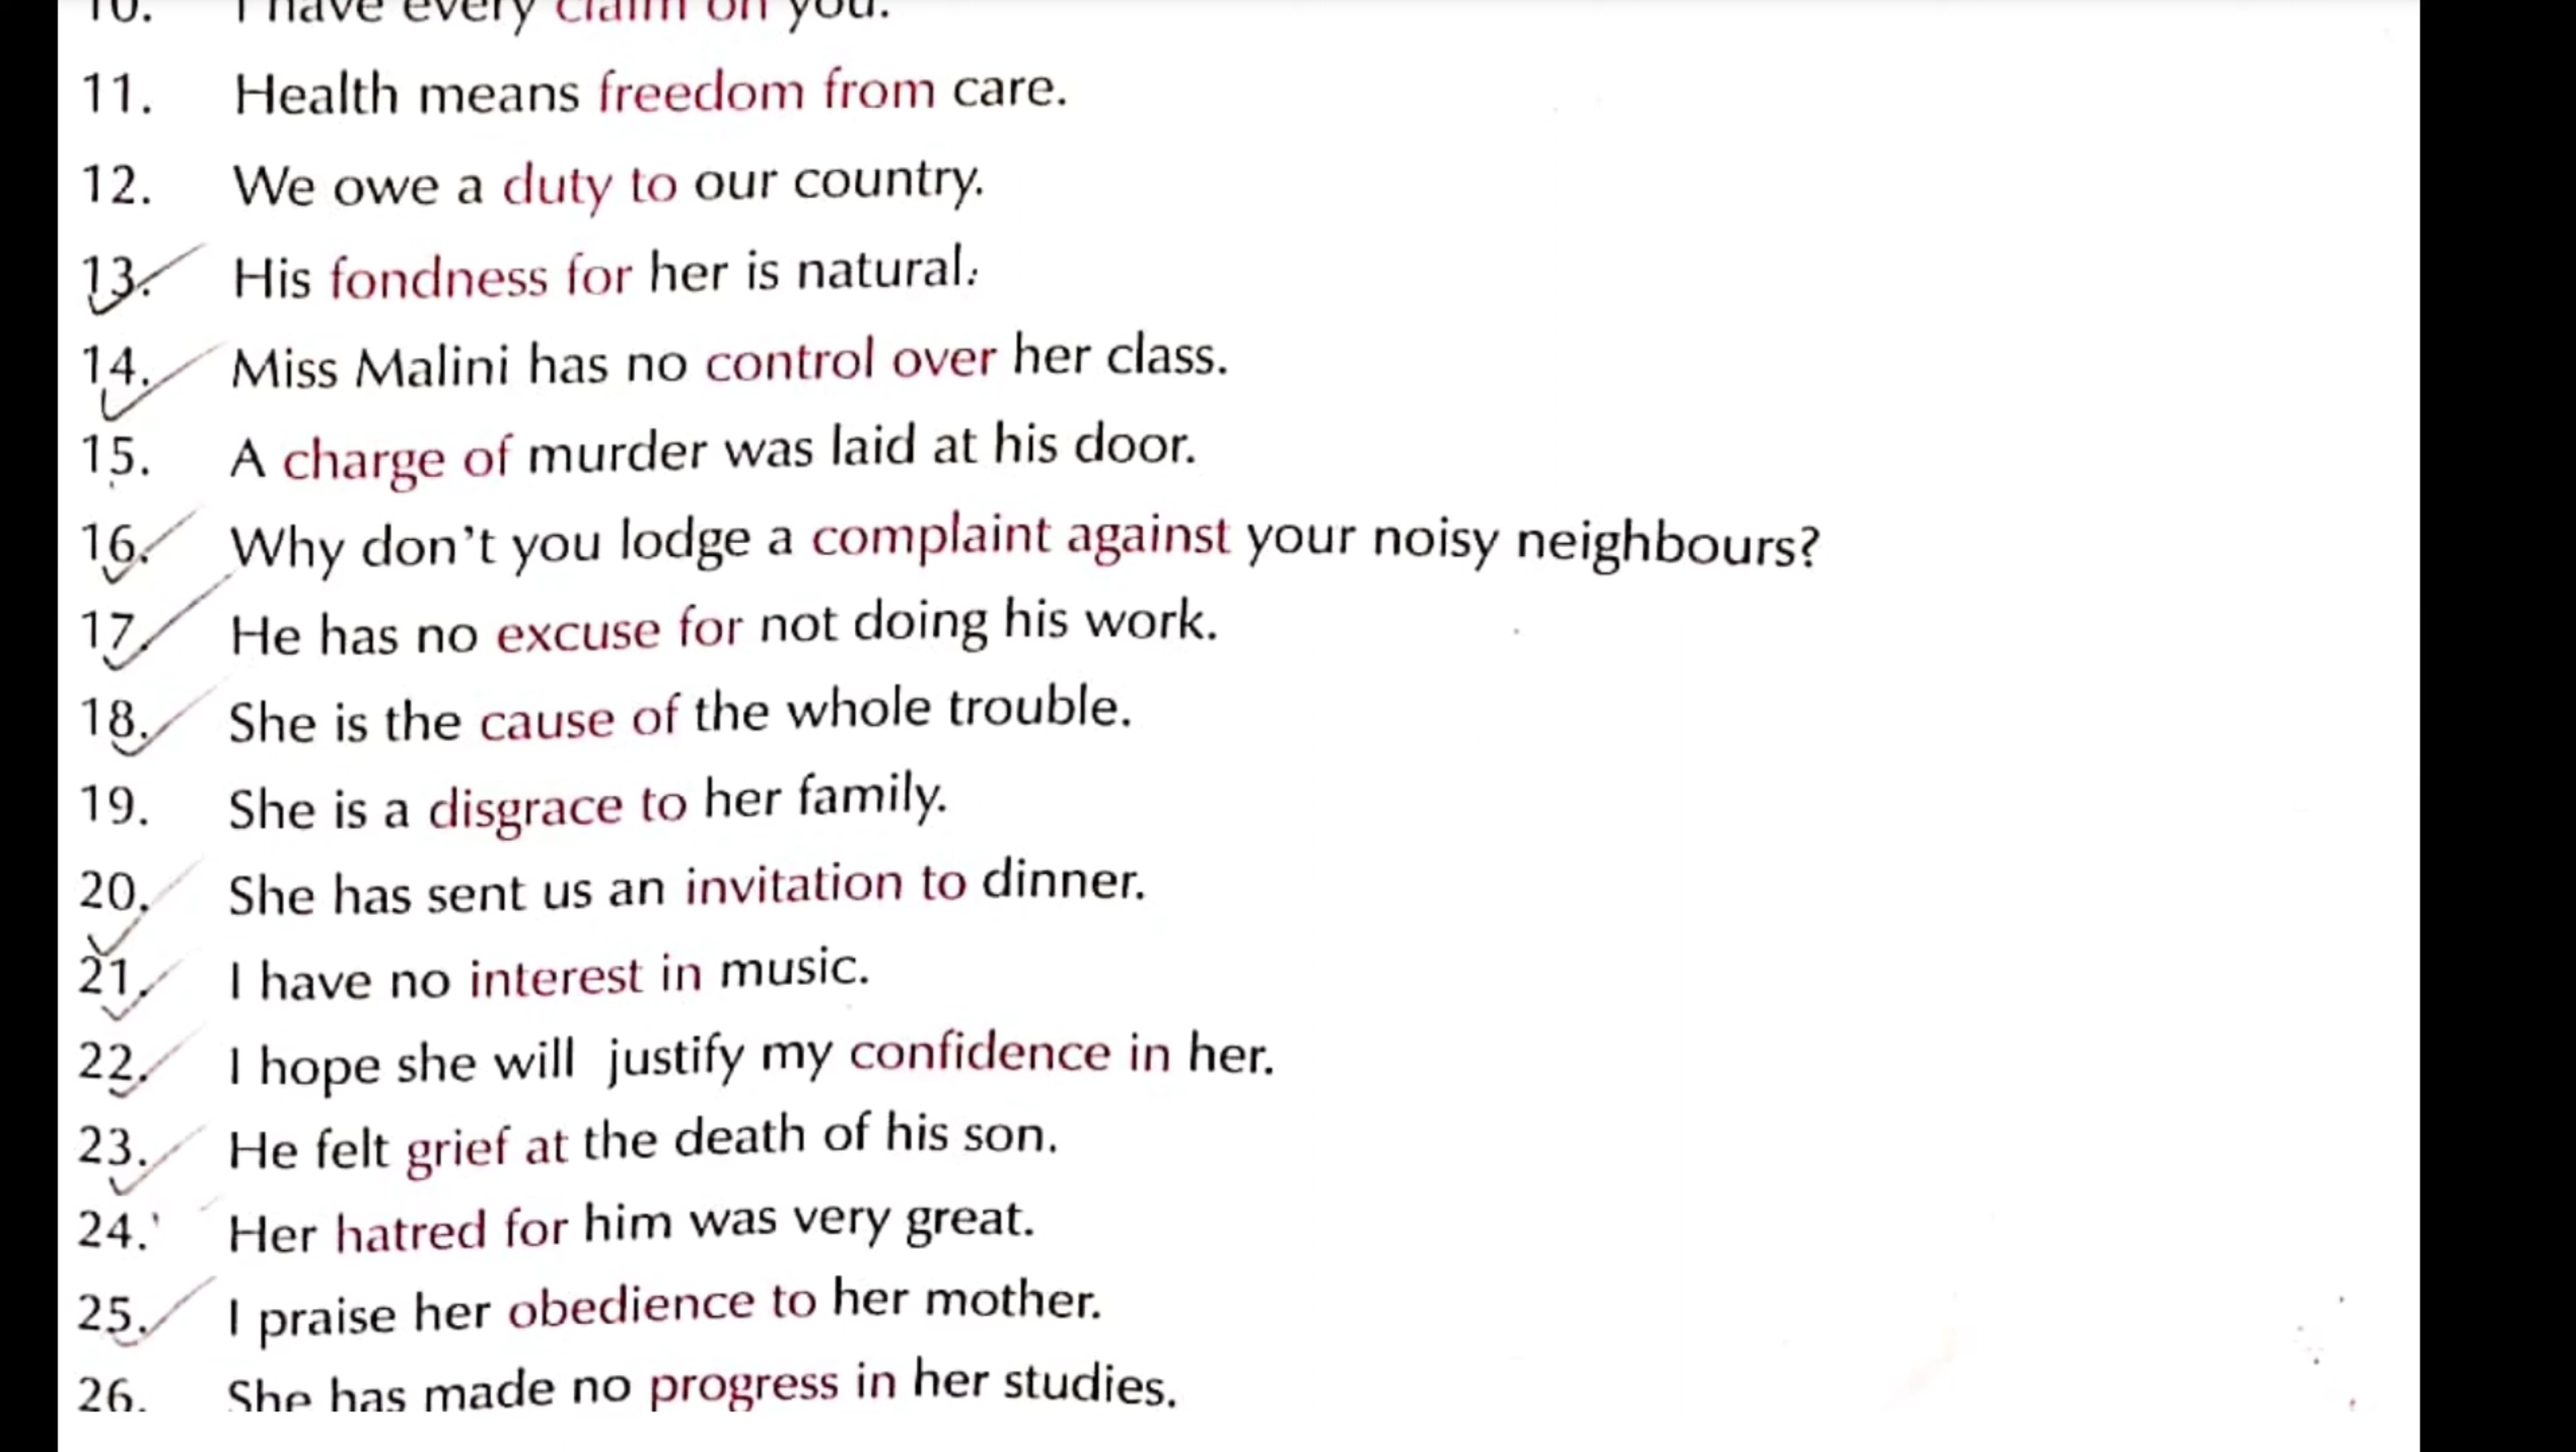 10. I have every claim on you.
11. Health means freedom from care.
12. We owe a duty to our country.
13. His fondness for her is natural.
14. Miss Malini has no control over her class.
15. A charge of murder was laid at his door.
16. Why don't you lodge a complaint against your noisy neighbours?
17. He has no excuse for not doing his work.
18. She is the cause of the whole trouble.
19. She is a disgrace to her family.
20. She has sent us an invitation to dinner.
21. I have no interest in music.
22. I hope she will justify my confidence in her.
23. He felt grief at the death of his son.
24. Her hatred for him was very great.
25. I praise her obedience to her mother.
26. She has made no progress in her studies.